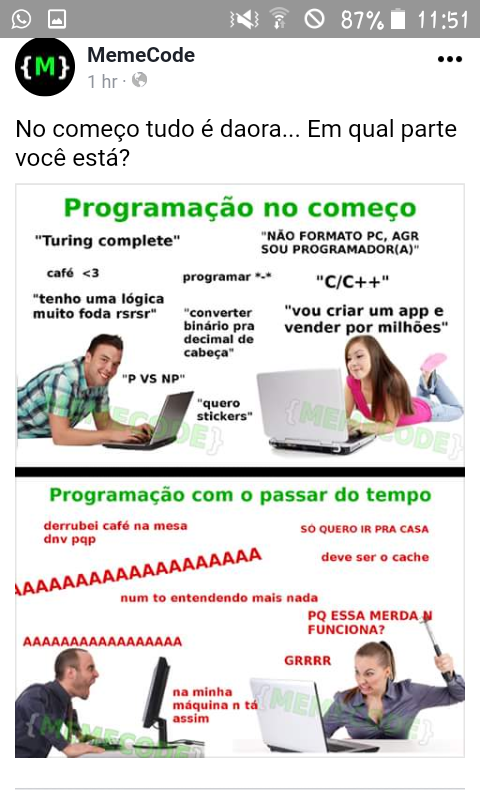 87% 11:51
{M}
MemeCode
1 hr ·
No começo tudo é daora... Em qual parte
você está?
Programação no começo
"Turing complete"
"NÃO FORMATO PC, AGR
SOU PROGRAMADOR(A)"
café <3
programar *-*
"C/C++"
"tenho uma lógica
muito foda rsrsr"
"converter
binário pra
decimal de
cabeça"
"vou criar um app e
vender por milhões"
"P VS NP"
"quero
stickers"
{MEMECODE}
{MEMECODE}
Programação com o passar do tempo
derrubei café na mesa
dnv pqp
SÓ QUERO IR PRA CASA
AAAAAAAAAAAAAAAAAAA
deve ser o cache
num to entendendo mais nada
PQ ESSA MERDA N
FUNCIONA?
AAAAAAAAAAAAAAAAA
GRRRR
na minha
máquina n tá
assim
{MEMECODE}
{MEMECODE}